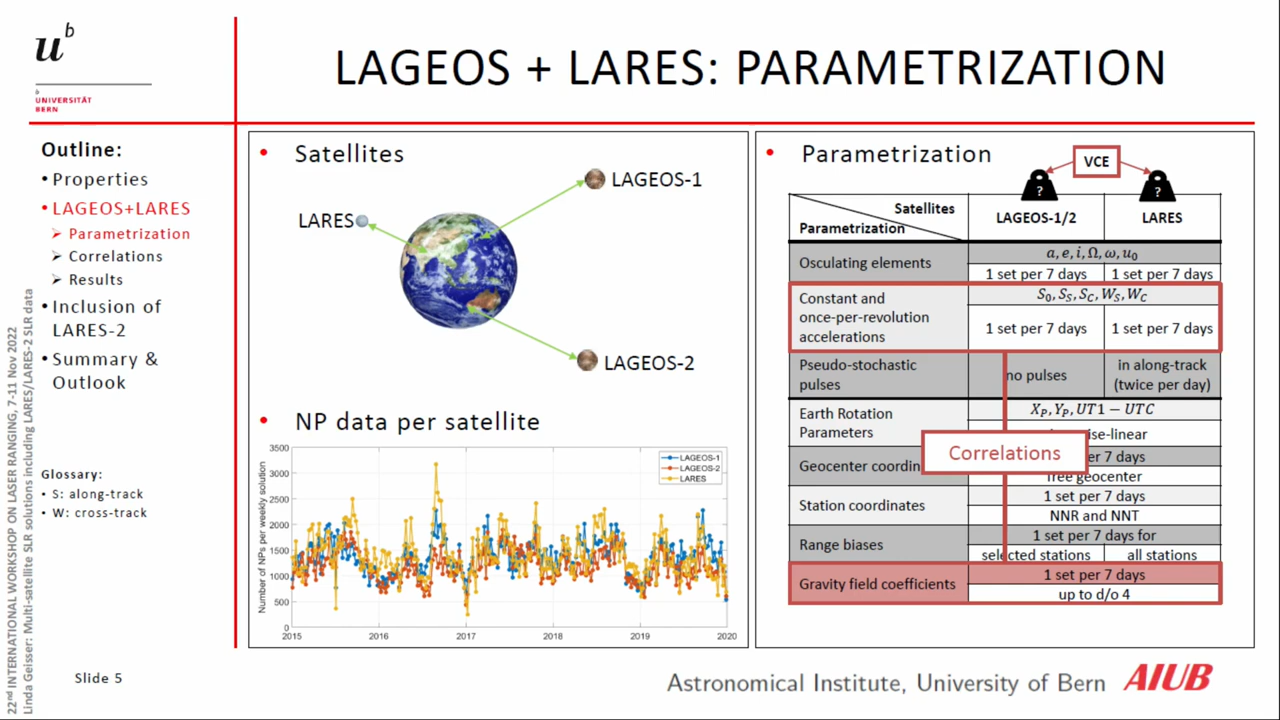 u^b
b
UNIVERSITÄT
BERN
LAGEOS + LARES: PARAMETRIZATION
Outline:
• Properties
• LAGEOS+LARES
➢ Parametrization
➢ Correlations
➢ Results
• Inclusion of
LARES-2
• Summary &
Outlook
Glossary:
• S: along-track
• W: cross-track
22nd INTERNATIONAL WORKSHOP ON LASER RANGING, 7-11 Nov 2022
Linda Geisser: Multi-satellite SLR solutions including LARES/LARES-2 SLR data
Slide 5
• Satellites
LAGEOS-1
LARES
LAGEOS-2
• NP data per satellite
Number of NPs per weekly solution
3500
3000
2500
2000
1500
1000
500
0
2015 2016 2017 2018 2019 2020
LAGEOS-1
LAGEOS-2
LARES
• Parametrization
VCE
? ?
Satellites
Parametrization
LAGEOS-1/2 LARES
Osculating elements
a, e, i, Ω, ω, u₀
1 set per 7 days 1 set per 7 days
Constant and
once-per-revolution
accelerations
S₀, S_S, S_C, W_S, W_C
1 set per 7 days 1 set per 7 days
Pseudo-stochastic
pulses
no pulses
in along-track
(twice per day)
Earth Rotation
Parameters
X_P, Y_P, UT1 − UTC
ise-linear
Correlations
Geocenter coordin
7 days
free geocenter
Station coordinates
1 set per 7 days
NNR and NNT
Range biases
1 set per 7 days for
selected stations all stations
Gravity field coefficients
1 set per 7 days
up to d/o 4
Astronomical Institute, University of Bern AIUB